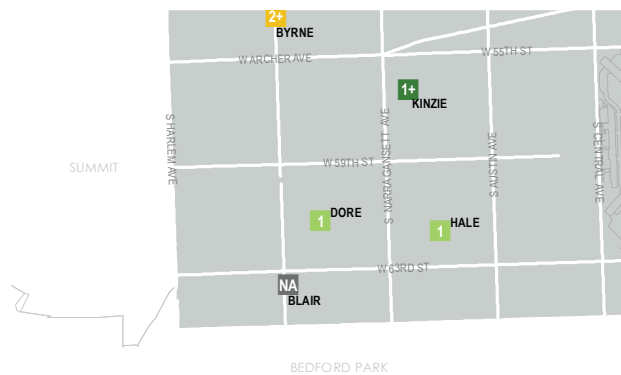 2+
BYRNE
W ARCHER AVE
W 55TH ST
1+
KINZIE
S HARLEM AVE
S NARRAGANSETT AVE
S AUSTIN AVE
S CENTRAL AVE
SUMMIT
W 59TH ST
1
DORE
1
HALE
W 63RD ST
NA
BLAIR
BEDFORD PARK